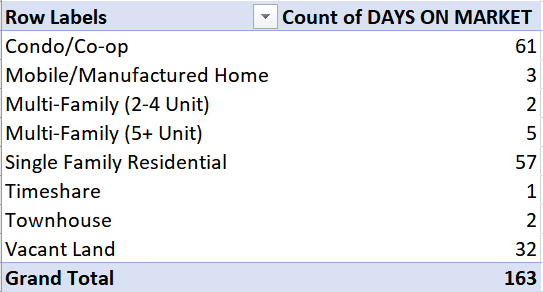 Row Labels Count of DAYS ON MARKET
Condo/Co-op 61
Mobile/Manufactured Home 3
Multi-Family (2-4 Unit) 2
Multi-Family (5+ Unit) 5
Single Family Residential 57
Timeshare 1
Townhouse 2
Vacant Land 32
Grand Total 163